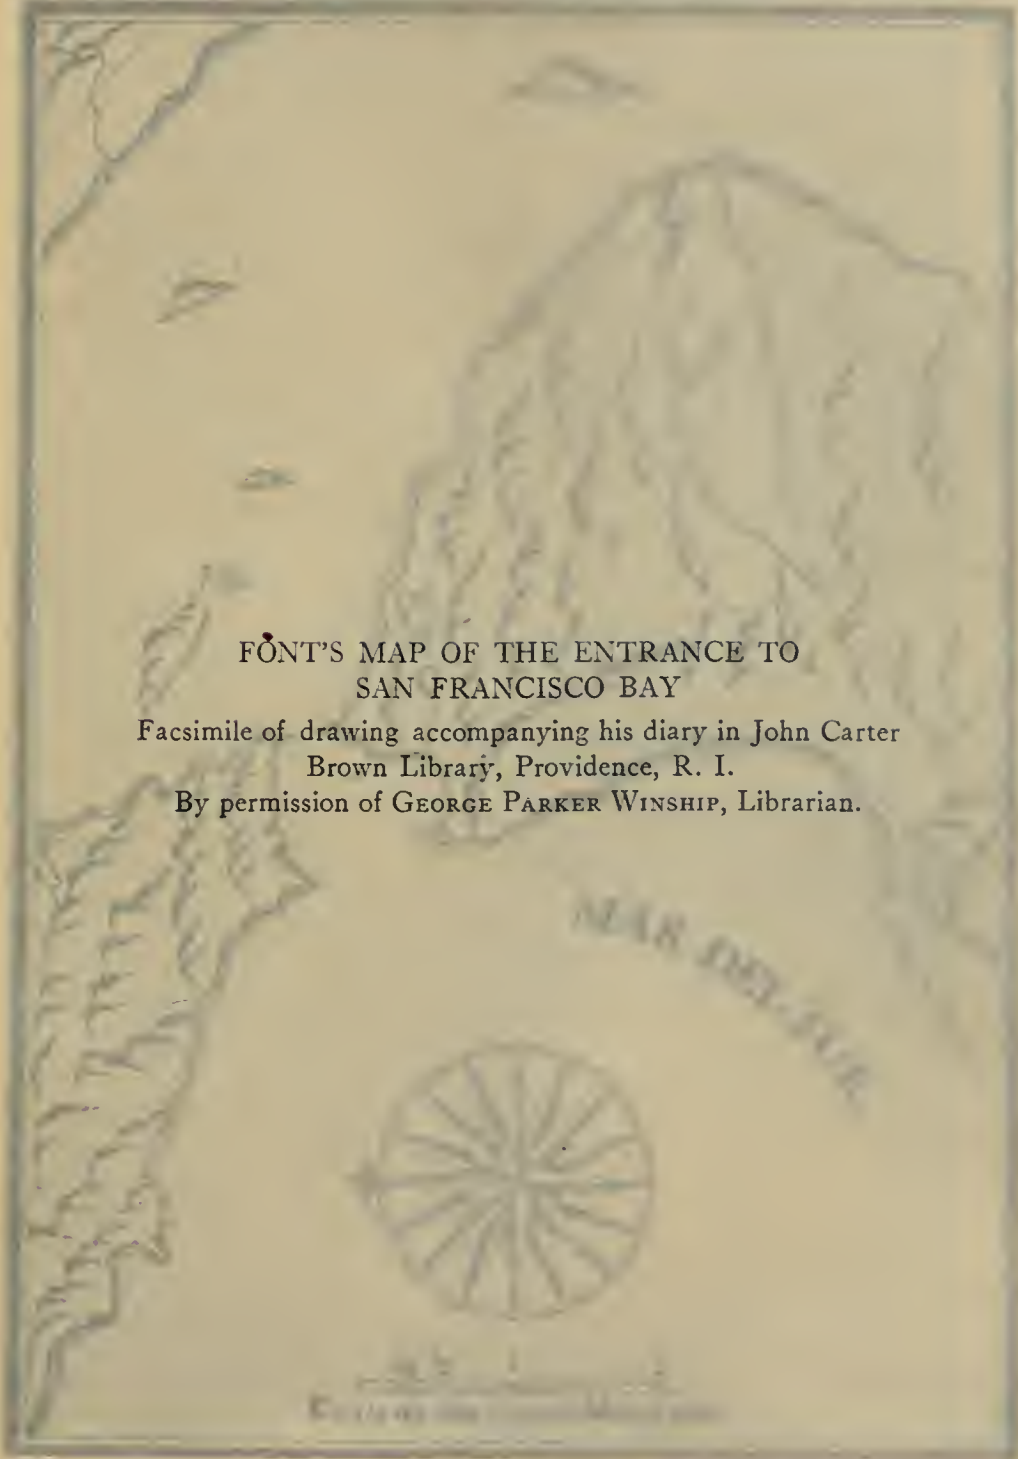 FONT'S MAP OF THE ENTRANCE TO
SAN FRANCISCO BAY
Facsimile of drawing accompanying his diary in John Carter
Brown Library, Providence, R. I.
By permission of GEORGE PARKER WINSHIP, Librarian.
MAR DEL SUR